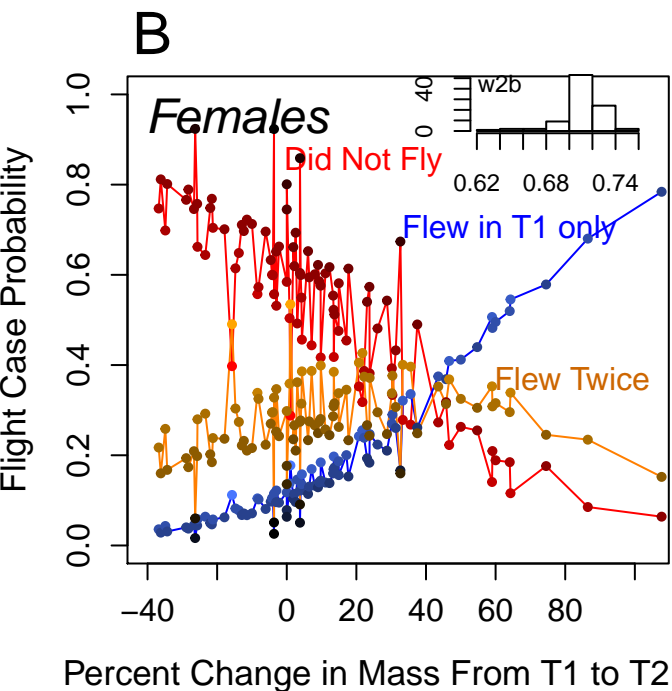 B
Females
w2b
40
0
0.62 0.68 0.74
Did Not Fly
Flew in T1 only
Flew Twice
Flight Case Probability
1.0
0.8
0.6
0.4
0.2
0.0
−40 0 20 40 60 80
Percent Change in Mass From T1 to T2